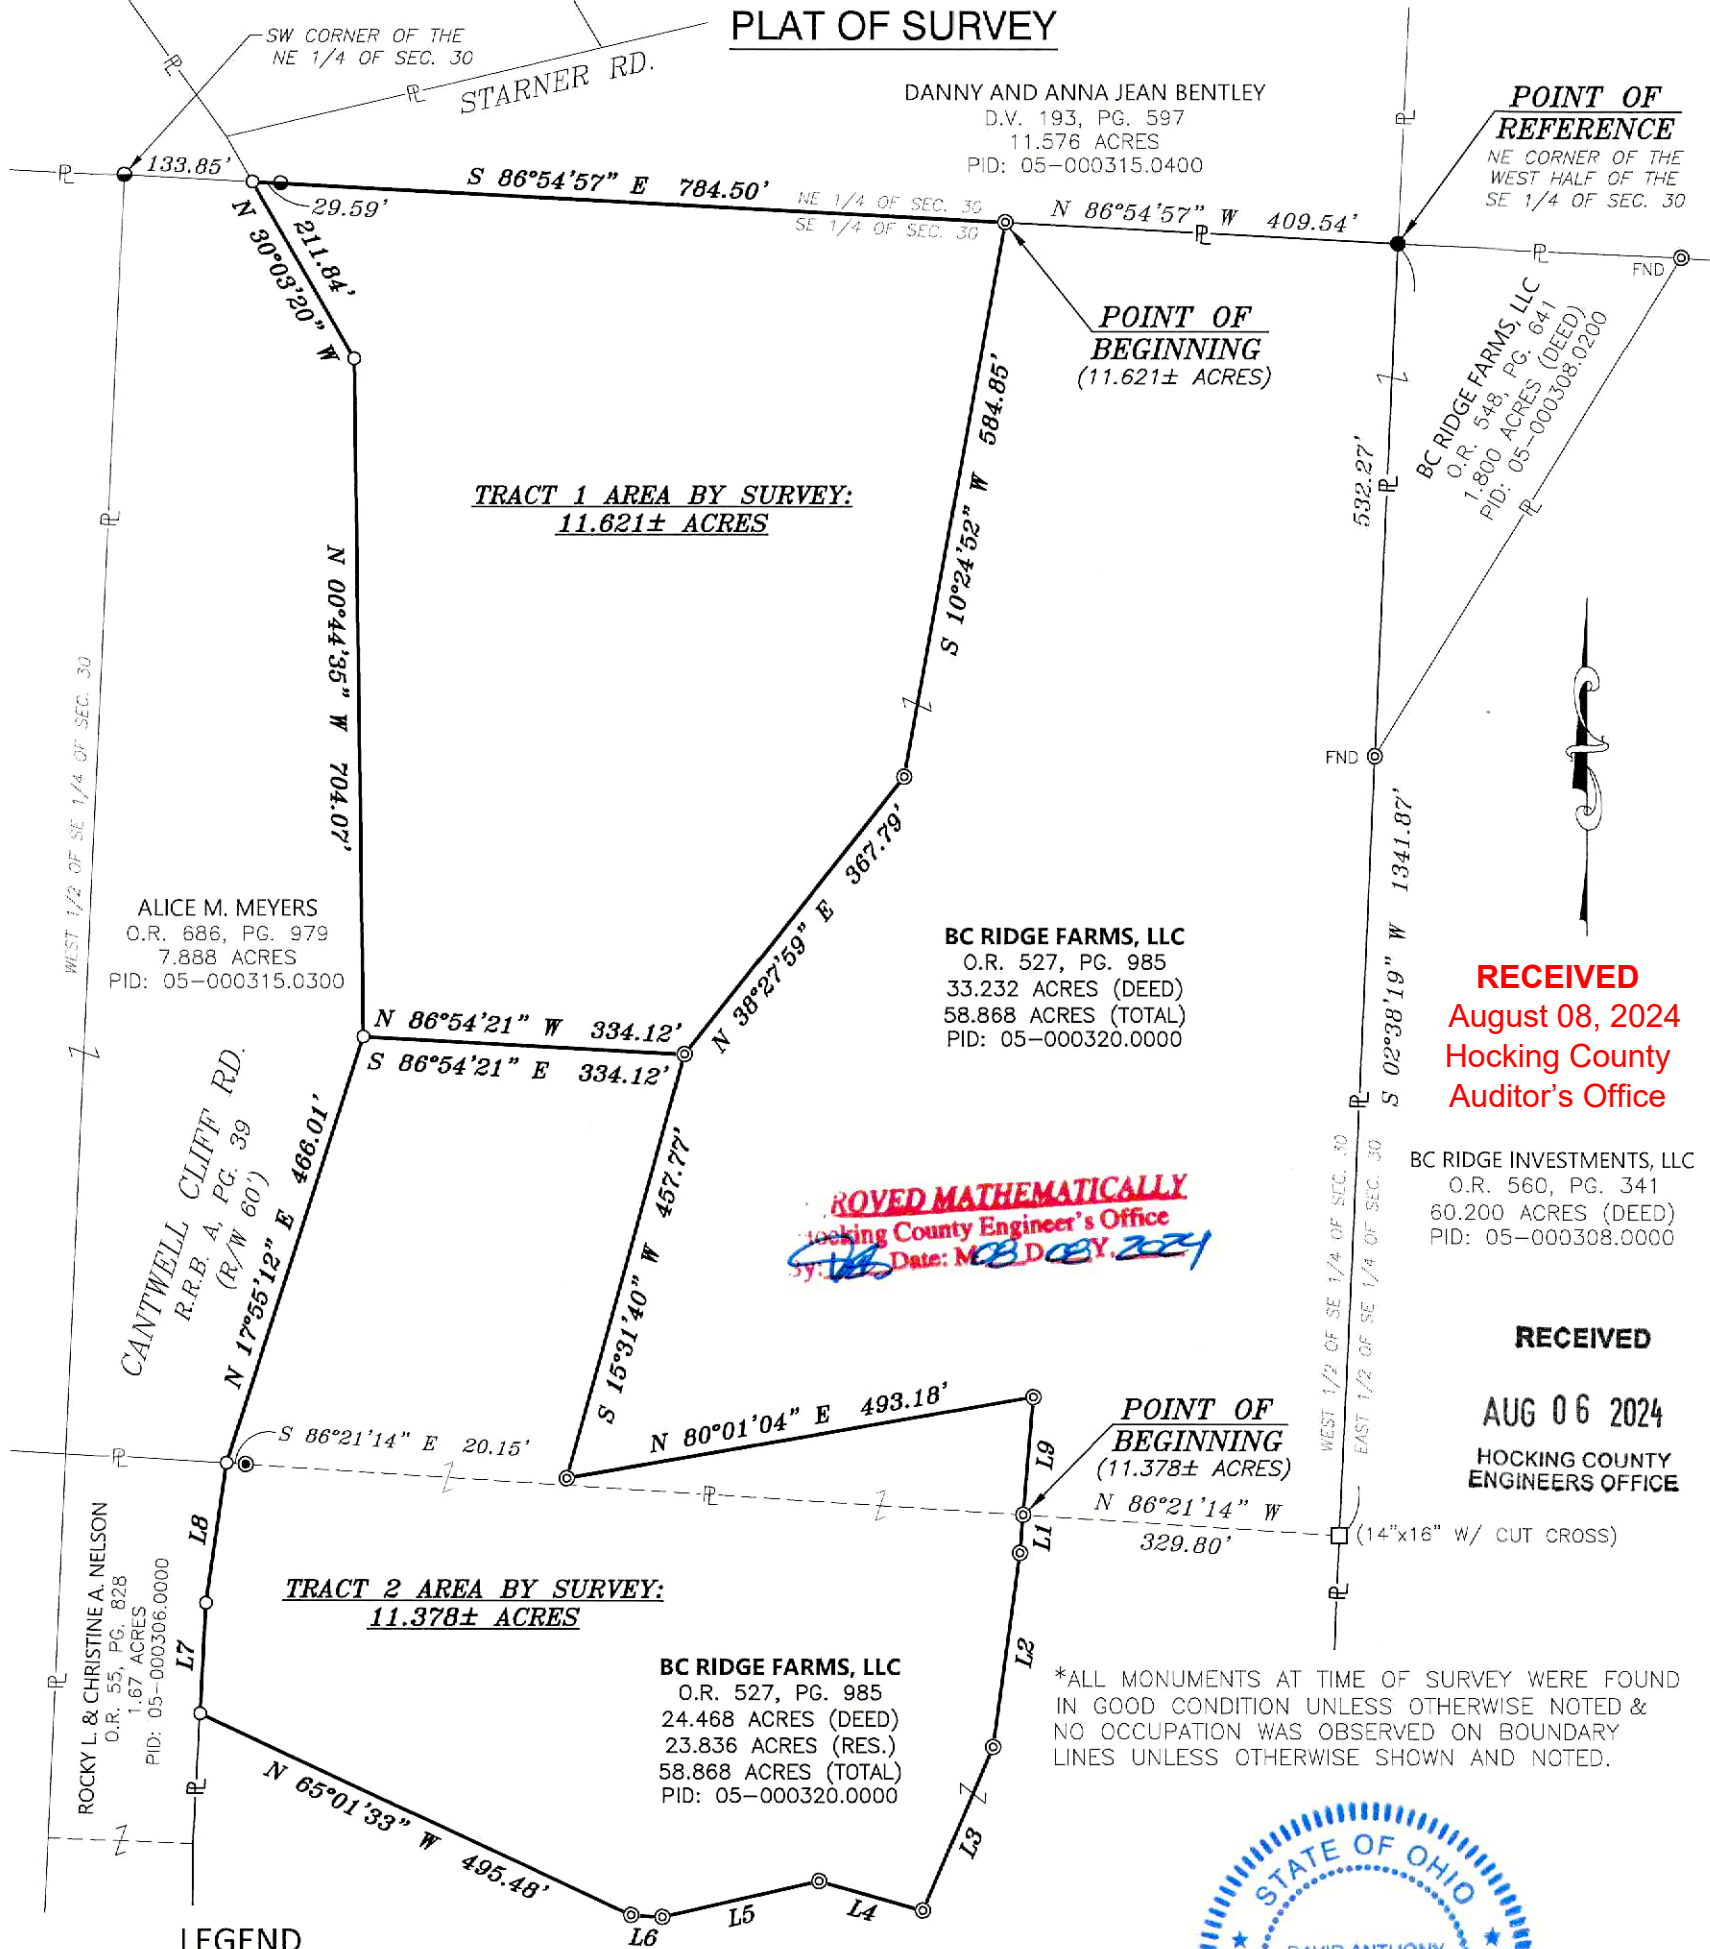 PLAT OF SURVEY
SW CORNER OF THE
NE 1/4 OF SEC. 30
STARNER RD.
DANNY AND ANNA JEAN BENTLEY
D.V. 193, PG. 597
11.576 ACRES
PID: 05-000315.0400
POINT OF
REFERENCE
NE CORNER OF THE
WEST HALF OF THE
SE 1/4 OF SEC. 30
133.85'
29.59'
S 86°54'57" E 784.50'
NE 1/4 OF SEC. 30
SE 1/4 OF SEC. 30
N 86°54'57" W 409.54'
FND
N 30°03'20" W
211.84'
POINT OF
BEGINNING
(11.621± ACRES)
BC RIDGE FARMS, LLC
O.R. 548, PG. 641
1.800 ACRES (DEED)
PID: 05-000308.0200
532.27'
S 10°24'52" W 584.85'
TRACT 1 AREA BY SURVEY:
11.621± ACRES
N 00°44'35" W 704.07'
WEST 1/2 OF SE 1/4 OF SEC. 30
FND
S 02°38'19" W 1341.87'
N 38°27'59" E 367.79'
ALICE M. MEYERS
O.R. 686, PG. 979
7.888 ACRES
PID: 05-000315.0300
BC RIDGE FARMS, LLC
O.R. 527, PG. 985
33.232 ACRES (DEED)
58.868 ACRES (TOTAL)
PID: 05-000320.0000
RECEIVED
August 08, 2024
Hocking County
Auditor's Office
N 86°54'21" W 334.12'
S 86°54'21" E 334.12'
CANTWELL CLIFF RD.
R.R.B. A, PG. 39
(R/W 60')
N 17°55'12" E 466.01'
S 15°31'40" W 457.77'
ROVED MATHEMATICALLY
ocking County Engineer's Office
By: Date: M 08 D 08 Y. 2024
BC RIDGE INVESTMENTS, LLC
O.R. 560, PG. 341
60.200 ACRES (DEED)
PID: 05-000308.0000
WEST 1/2 OF SE 1/4 OF SEC. 30
EAST 1/2 OF SE 1/4 OF SEC. 30
RECEIVED
AUG 06 2024
HOCKING COUNTY
ENGINEERS OFFICE
S 86°21'14" E 20.15'
N 80°01'04" E 493.18'
L9
POINT OF
BEGINNING
(11.378± ACRES)
N 86°21'14" W
329.80'
(14"x16" W/ CUT CROSS)
L1
L8
L7
L2
ROCKY L. & CHRISTINE A. NELSON
O.R. 55, PG. 828
1.67 ACRES
PID: 05-000306.0000
TRACT 2 AREA BY SURVEY:
11.378± ACRES
BC RIDGE FARMS, LLC
O.R. 527, PG. 985
24.468 ACRES (DEED)
23.836 ACRES (RES.)
58.868 ACRES (TOTAL)
PID: 05-000320.0000
*ALL MONUMENTS AT TIME OF SURVEY WERE FOUND
IN GOOD CONDITION UNLESS OTHERWISE NOTED &
NO OCCUPATION WAS OBSERVED ON BOUNDARY
LINES UNLESS OTHERWISE SHOWN AND NOTED.
N 65°01'33" W 495.48'
L3
L4
L5
L6
STATE OF OHIO
DAVID ANTHONY
LEGEND